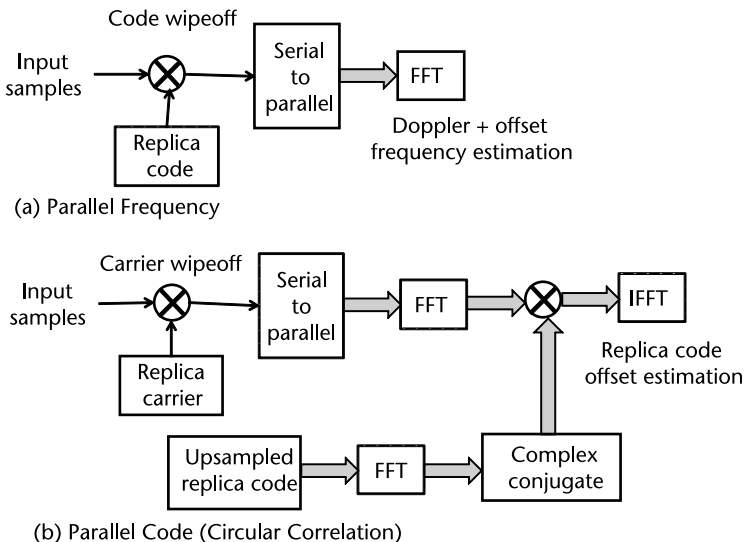 Code wipeoff
Input
samples
Serial
to
parallel
FFT
Replica
code
Doppler + offset
frequency estimation
(a) Parallel Frequency
Carrier wipeoff
Input
samples
Serial
to
parallel
FFT
IFFT
Replica
carrier
Replica code
offset estimation
Upsampled
replica code
FFT
Complex
conjugate
(b) Parallel Code (Circular Correlation)